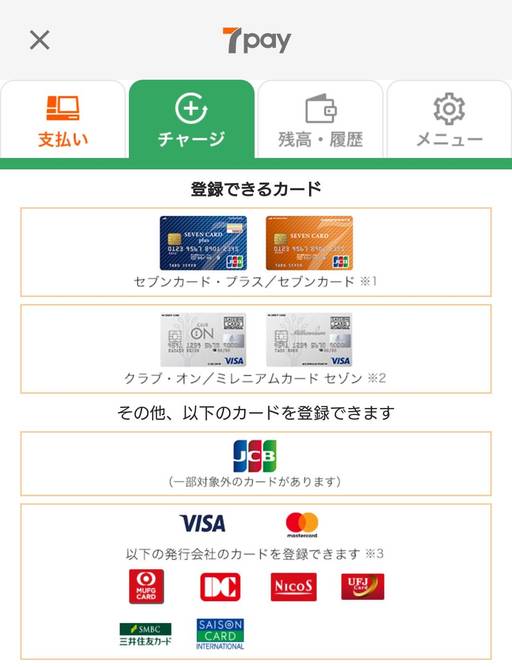 7pay
支払い
チャージ
残高・履歴
メニュー
登録できるカード
SEVEN CARD plus
SEVEN CARD
JCB
JCB
セブンカード・プラス／セブンカード ※1
CLUB ON
VISA
Millennium
VISA
クラブ・オン／ミレニアムカード セゾン ※2
その他、以下のカードを登録できます
JCB
（一部対象外のカードがあります）
VISA
mastercard
以下の発行会社のカードを登録できます ※3
MUFG CARD
DC
NICOS
UFJ Card
SMBC
三井住友カード
SAISON CARD INTERNATIONAL